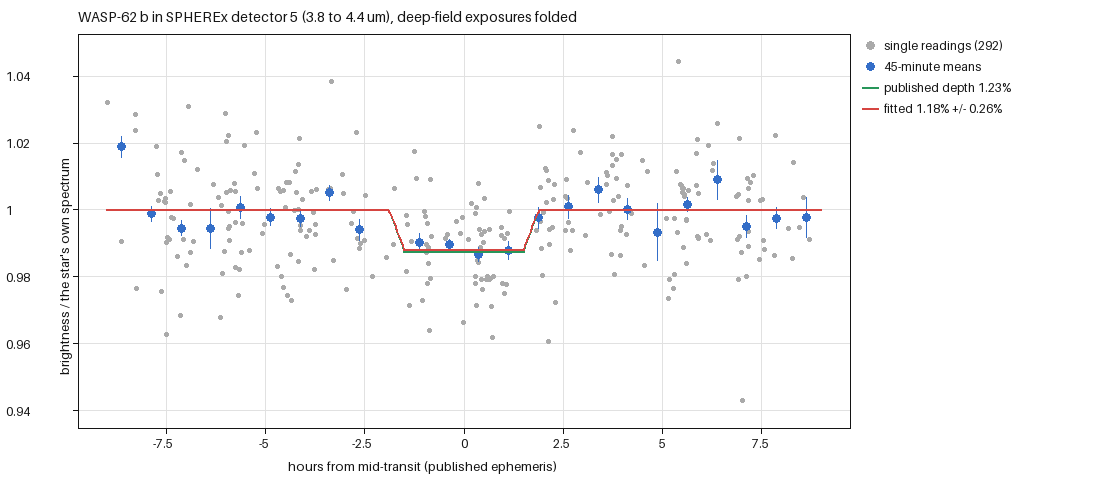 WASP-62 b in SPHEREx detector 5 (3.8 to 4.4 um), deep-field exposures folded
single readings (292)
45-minute means
published depth 1.23%
fitted 1.18% +/- 0.26%
brightness / the star's own spectrum
1.04
1.02
1
0.98
0.96
0.94
-7.5 -5 -2.5 0 2.5 5 7.5
hours from mid-transit (published ephemeris)